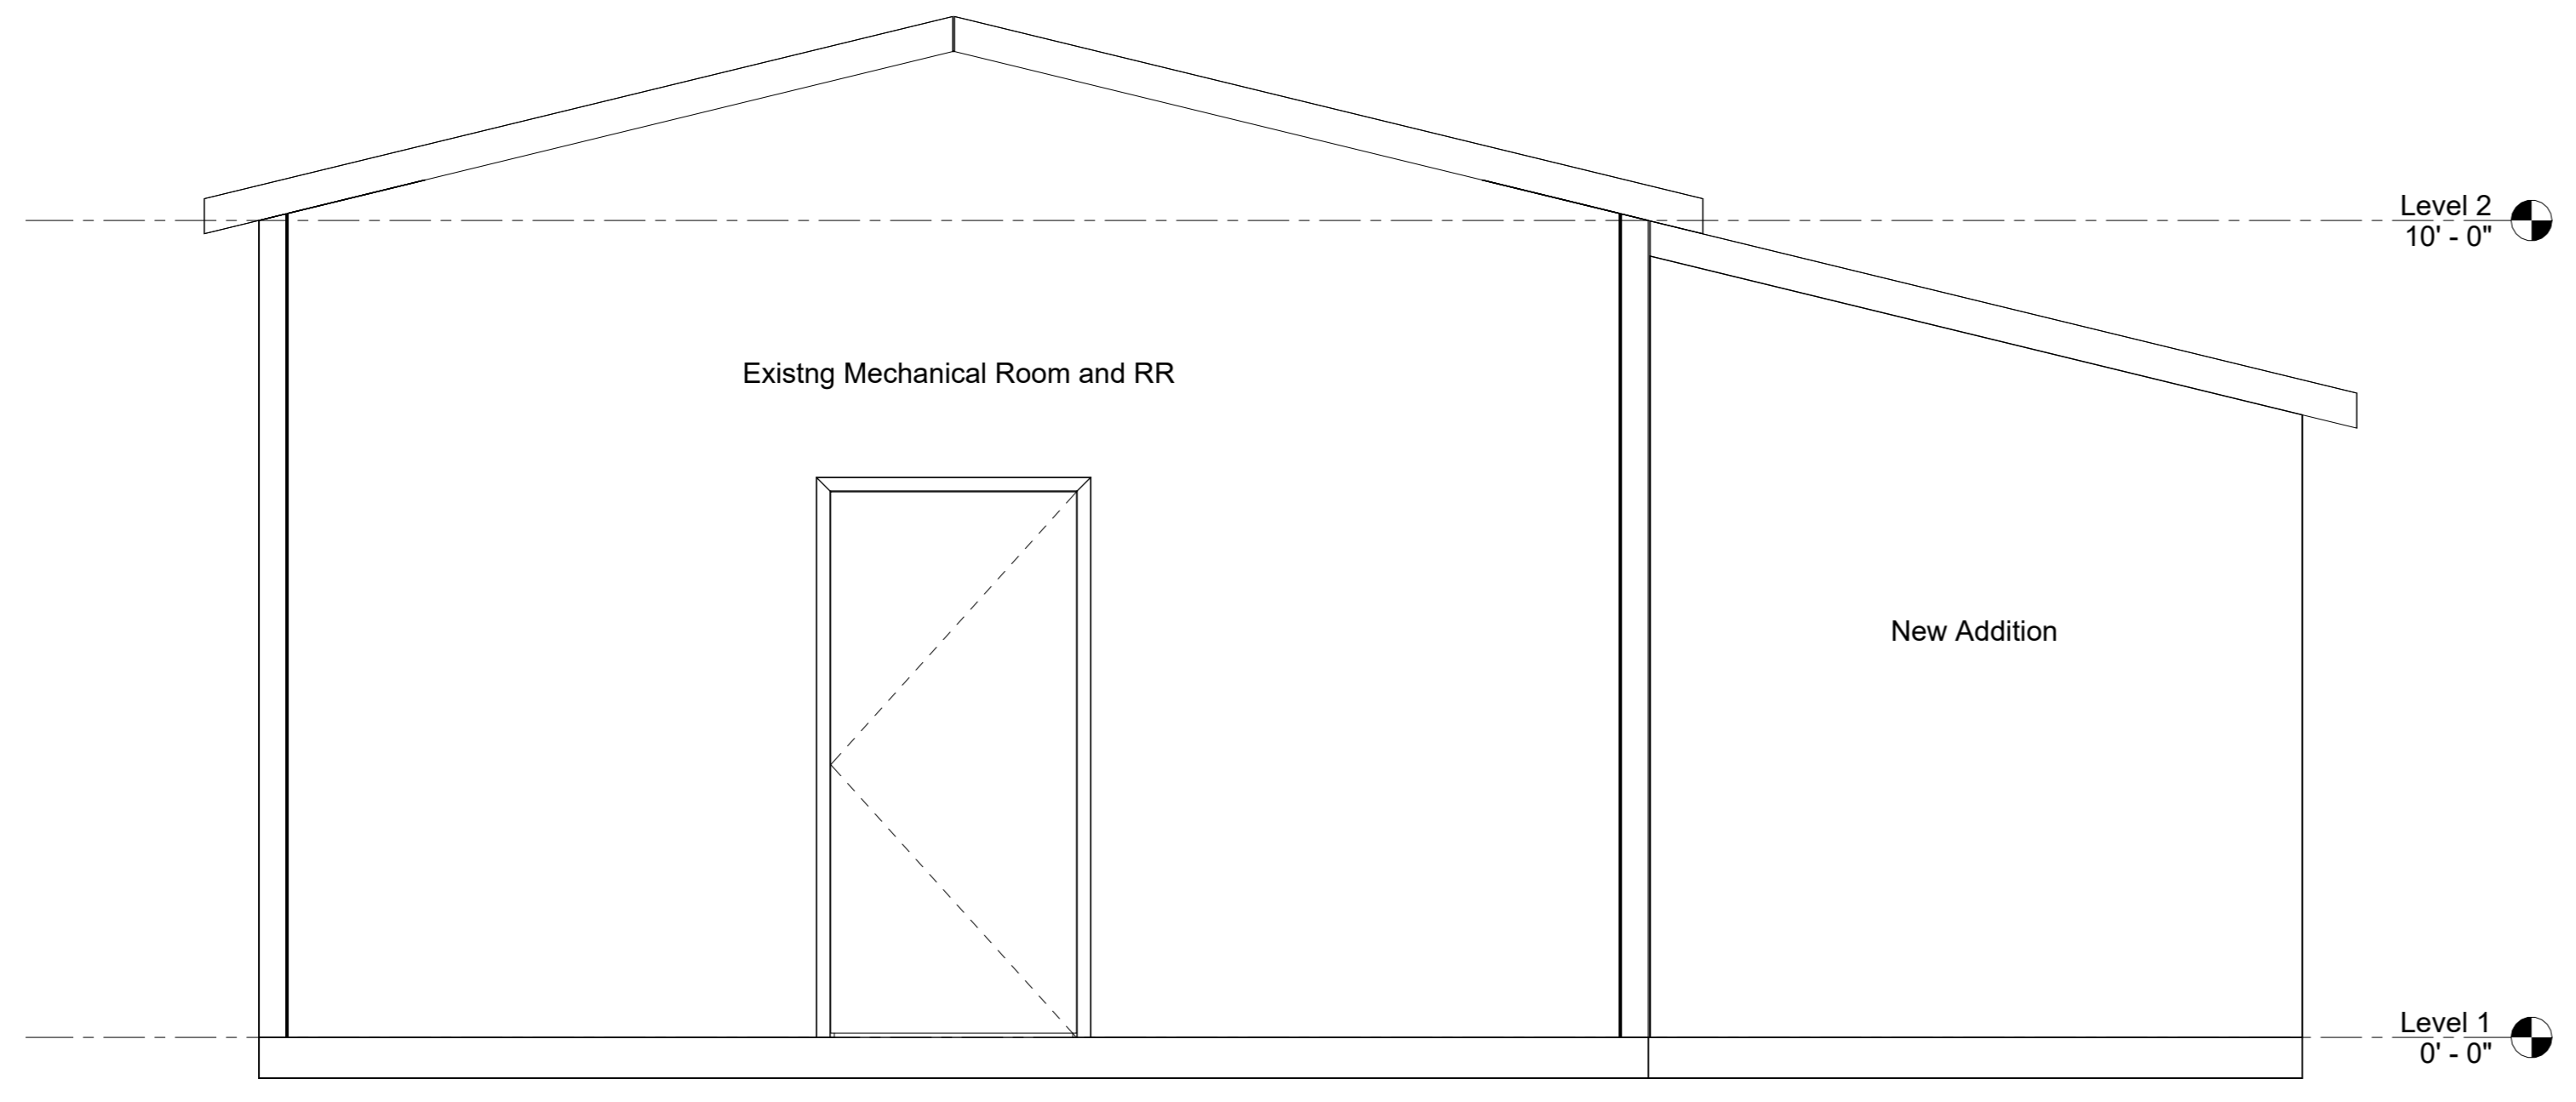 Level 2
10' - 0"
Existng Mechanical Room and RR
New Addition
Level 1
0' - 0"